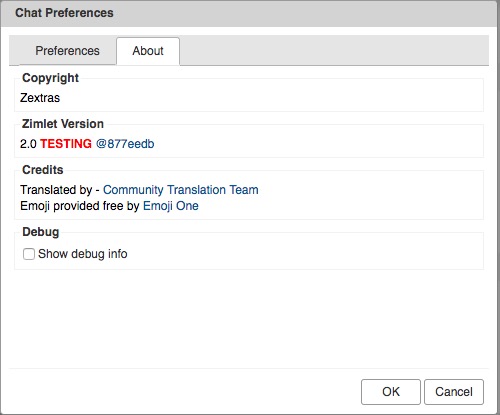 Chat Preferences
Preferences About
Copyright
Zextras
Zimlet Version
2.0 TESTING @877eedb
Credits
Translated by - Community Translation Team
Emoji provided free by Emoji One
Debug
Show debug info
OK Cancel